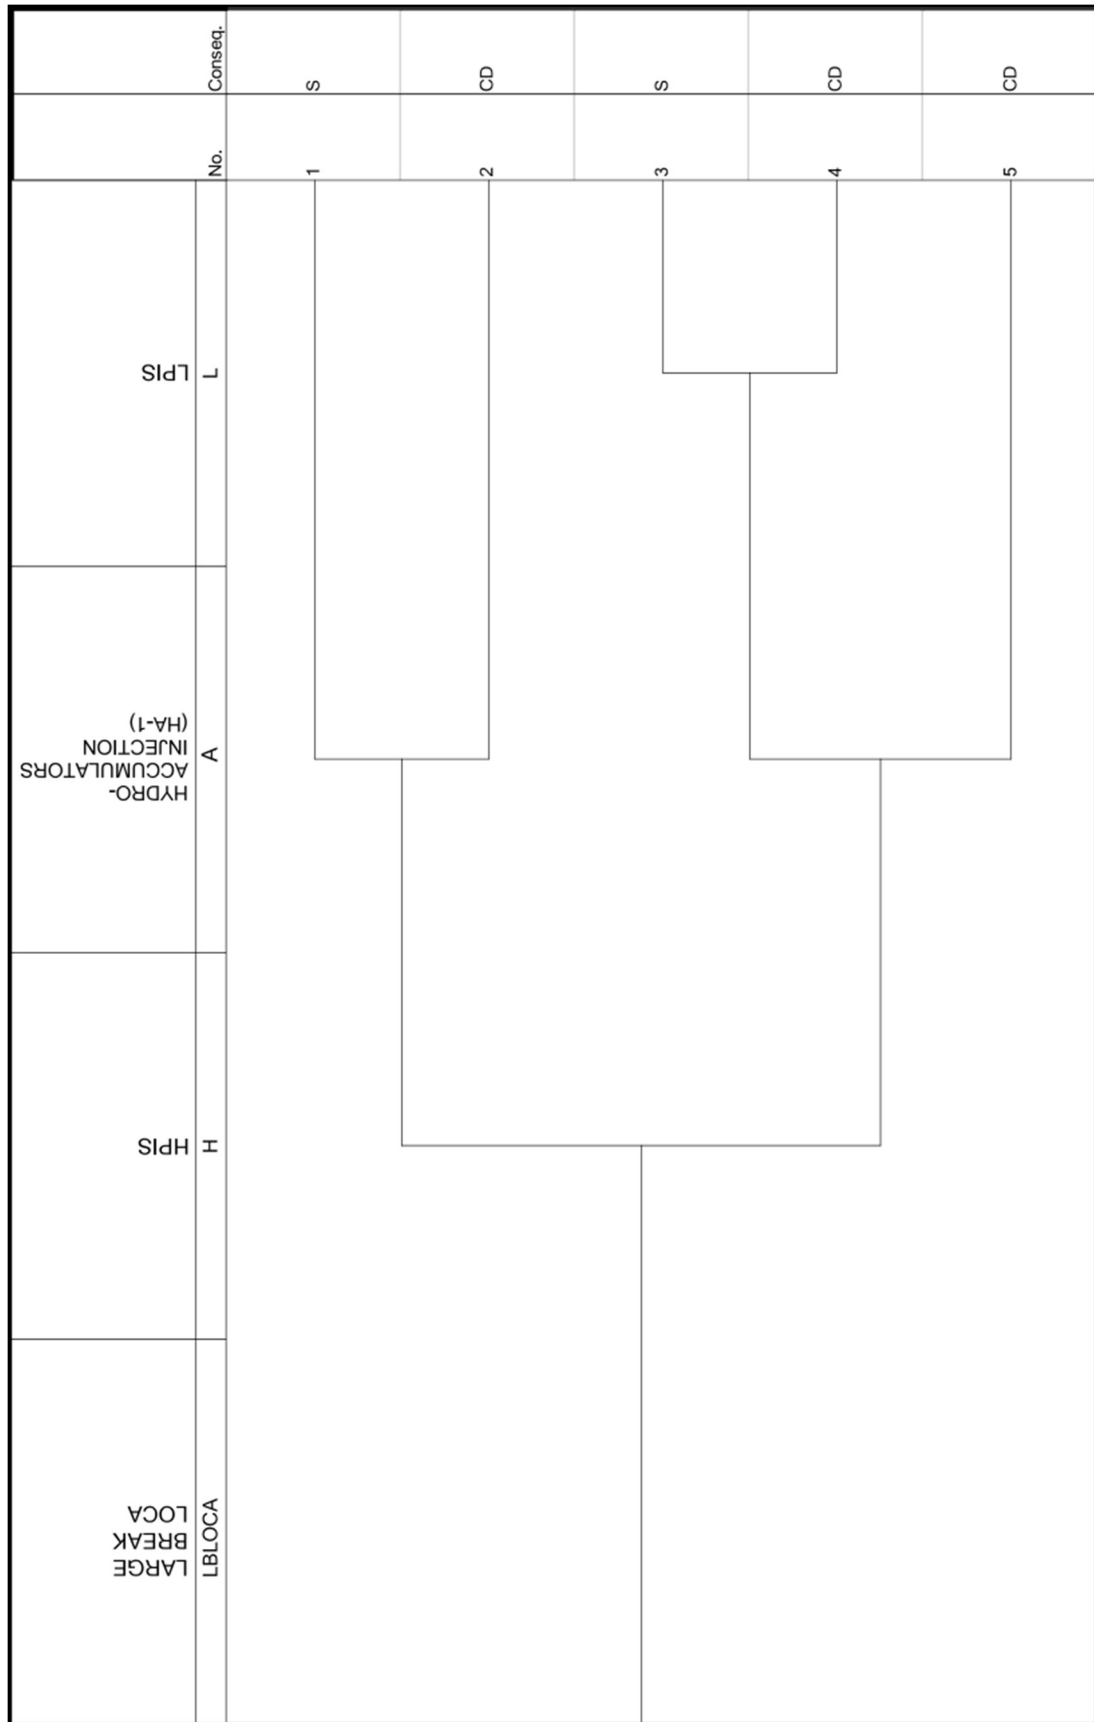 LARGE
BREAK
LOCA
HPIS
HYDRO-
ACCUMULATORS
INJECTION
(HA-1)
LPIS
LBLOCA
H
A
L
No.
Conseq.
1
S
2
CD
3
S
4
CD
5
CD